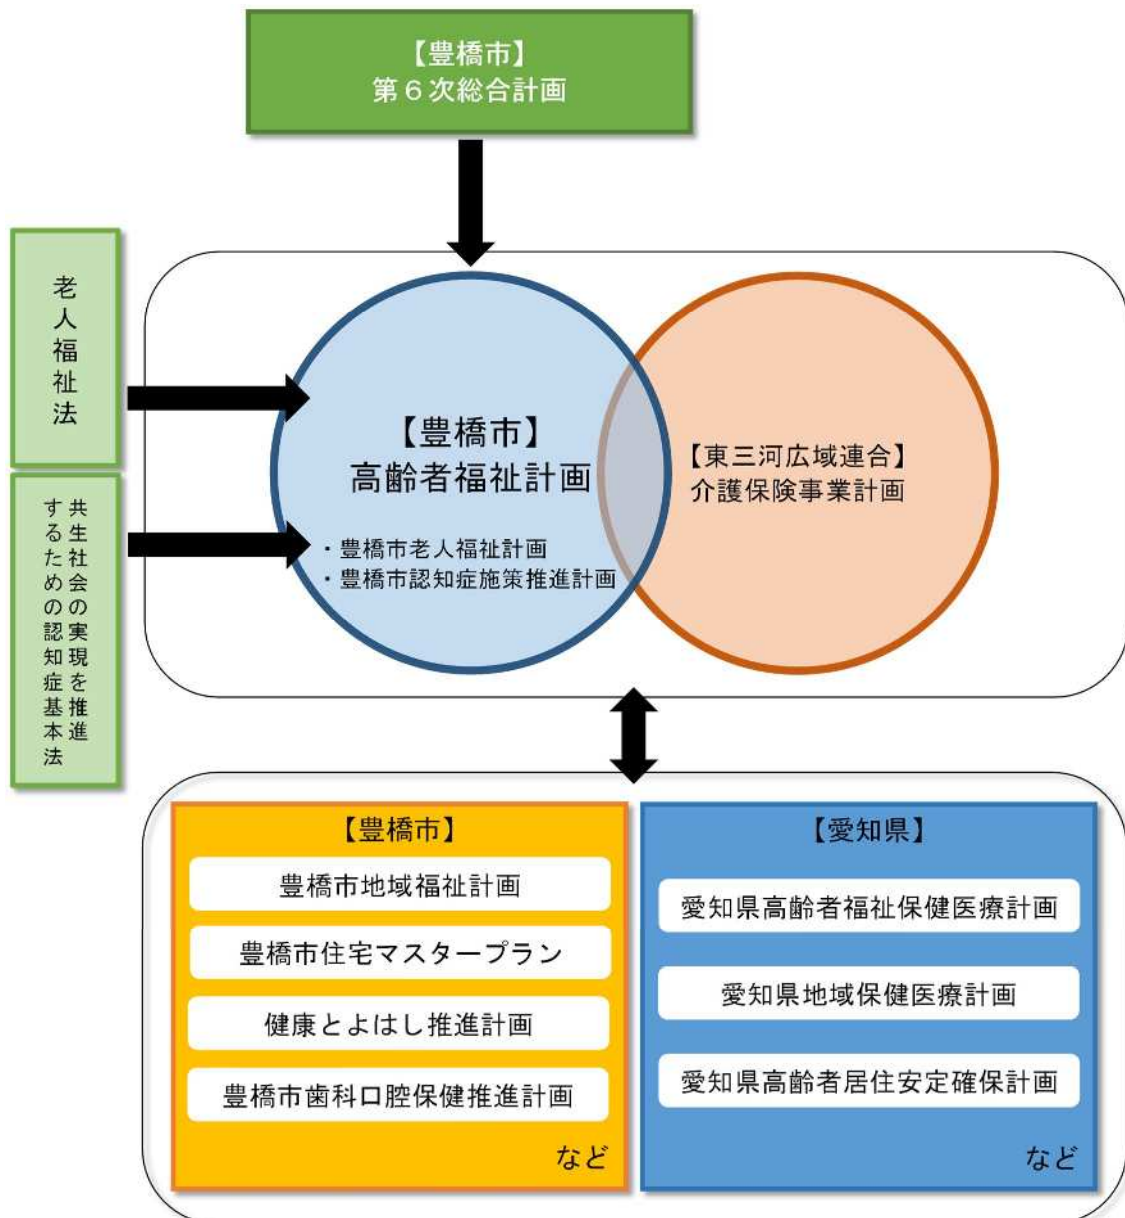 【豊橋市】
第６次総合計画
老人福祉法
共生社会の実現を推進
するための認知症基本法
【豊橋市】
高齢者福祉計画
・豊橋市老人福祉計画
・豊橋市認知症施策推進計画
【東三河広域連合】
介護保険事業計画
【豊橋市】
豊橋市地域福祉計画
豊橋市住宅マスタープラン
健康とよはし推進計画
豊橋市歯科口腔保健推進計画
など
【愛知県】
愛知県高齢者福祉保健医療計画
愛知県地域保健医療計画
愛知県高齢者居住安定確保計画
など